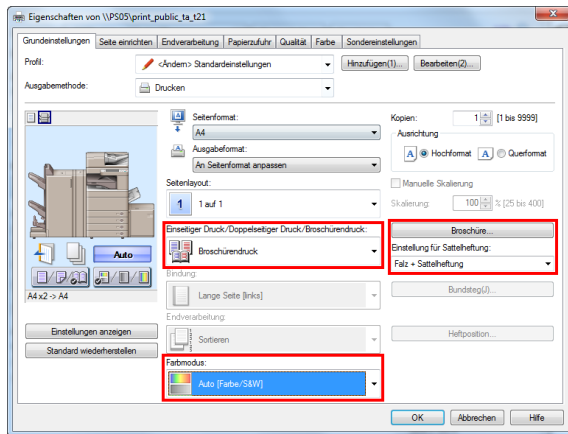 Eigenschaften von \\PS05\print_public_ta_t21
Grundeinstellungen Seite einrichten Endverarbeitung Papierzufuhr Qualität Farbe Sondereinstellungen
Profil: <Ändern> Standardeinstellungen Hinzufügen(1)... Bearbeiten(2)...
Ausgabemethode: Drucken
Seitenformat:
A4
Ausgabeformat:
An Seitenformat anpassen
Seitenlayout:
1 1 auf 1
Einseitiger Druck/Doppelseitiger Druck/Broschürendruck:
Broschürendruck
Bindung:
Lange Seite [links]
Endverarbeitung:
Sortieren
Farbmodus:
Auto [Farbe/S&W]
Kopien: 1 [1 bis 9999]
Ausrichtung
A Hochformat A Querformat
Manuelle Skalierung
Skalierung: 100 % [25 bis 400]
Broschüre...
Einstellung für Sattelheftung:
Falz + Sattelheftung
Bundsteg(J)...
Heftposition...
Auto
A4 x2 -> A4
Einstellungen anzeigen
Standard wiederherstellen
OK Abbrechen Hilfe